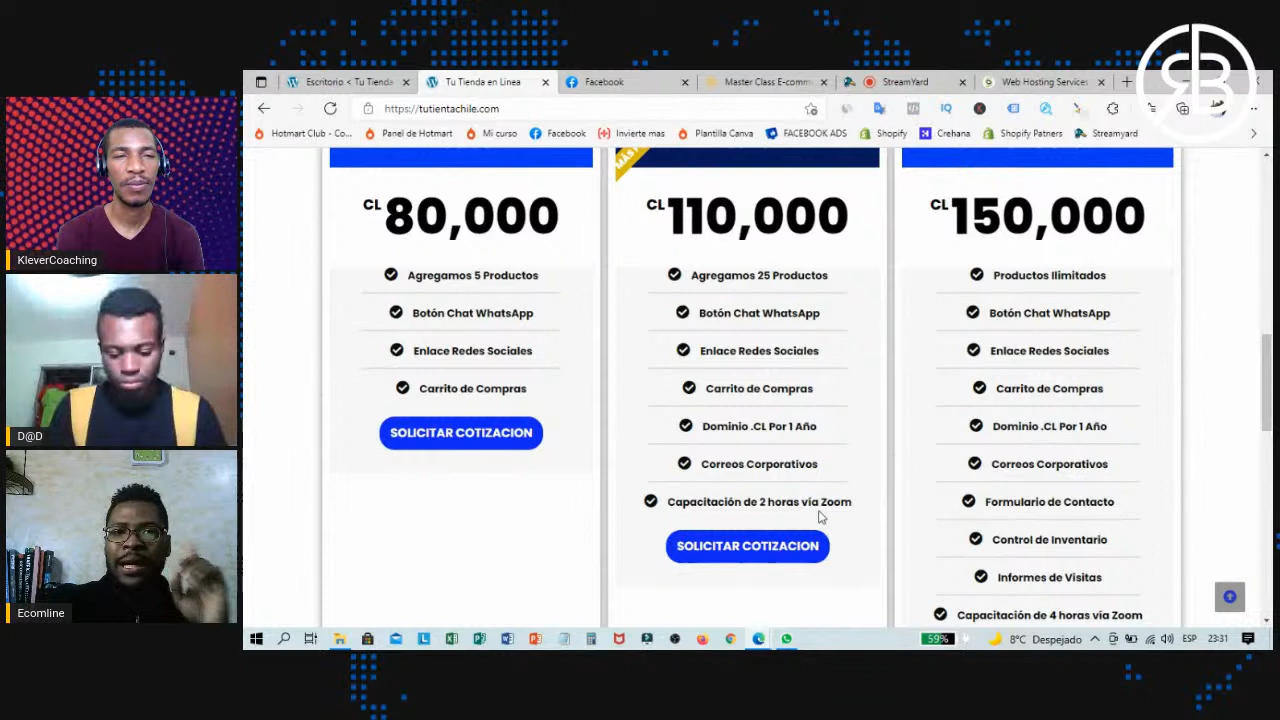 RB
Escritorio < Tu Tienda
Tu Tienda en Linea
Facebook
Master Class E-comm
StreamYard
Web Hosting Services
https://tutientachile.com
IQ
Hotmart Club - Co...
Panel de Hotmart
Mi curso
Facebook
Invierte mas
Plantilla Canva
FACEBOOK ADS
Shopify
Crehana
Shopify Patners
Streamyard
CL 80,000
Agregamos 5 Productos
Botón Chat WhatsApp
Enlace Redes Sociales
Carrito de Compras
SOLICITAR COTIZACION
CL 110,000
Agregamos 25 Productos
Botón Chat WhatsApp
Enlace Redes Sociales
Carrito de Compras
Dominio .CL Por 1 Año
Correos Corporativos
Capacitación de 2 horas vía Zoom
SOLICITAR COTIZACION
CL 150,000
Productos Ilimitados
Botón Chat WhatsApp
Enlace Redes Sociales
Carrito de Compras
Dominio .CL Por 1 Año
Correos Corporativos
Formulario de Contacto
Control de Inventario
Informes de Visitas
Capacitación de 4 horas vía Zoom
KleverCoaching
D@D
Ecomline
59%
8°C Despejado
ESP
23:31